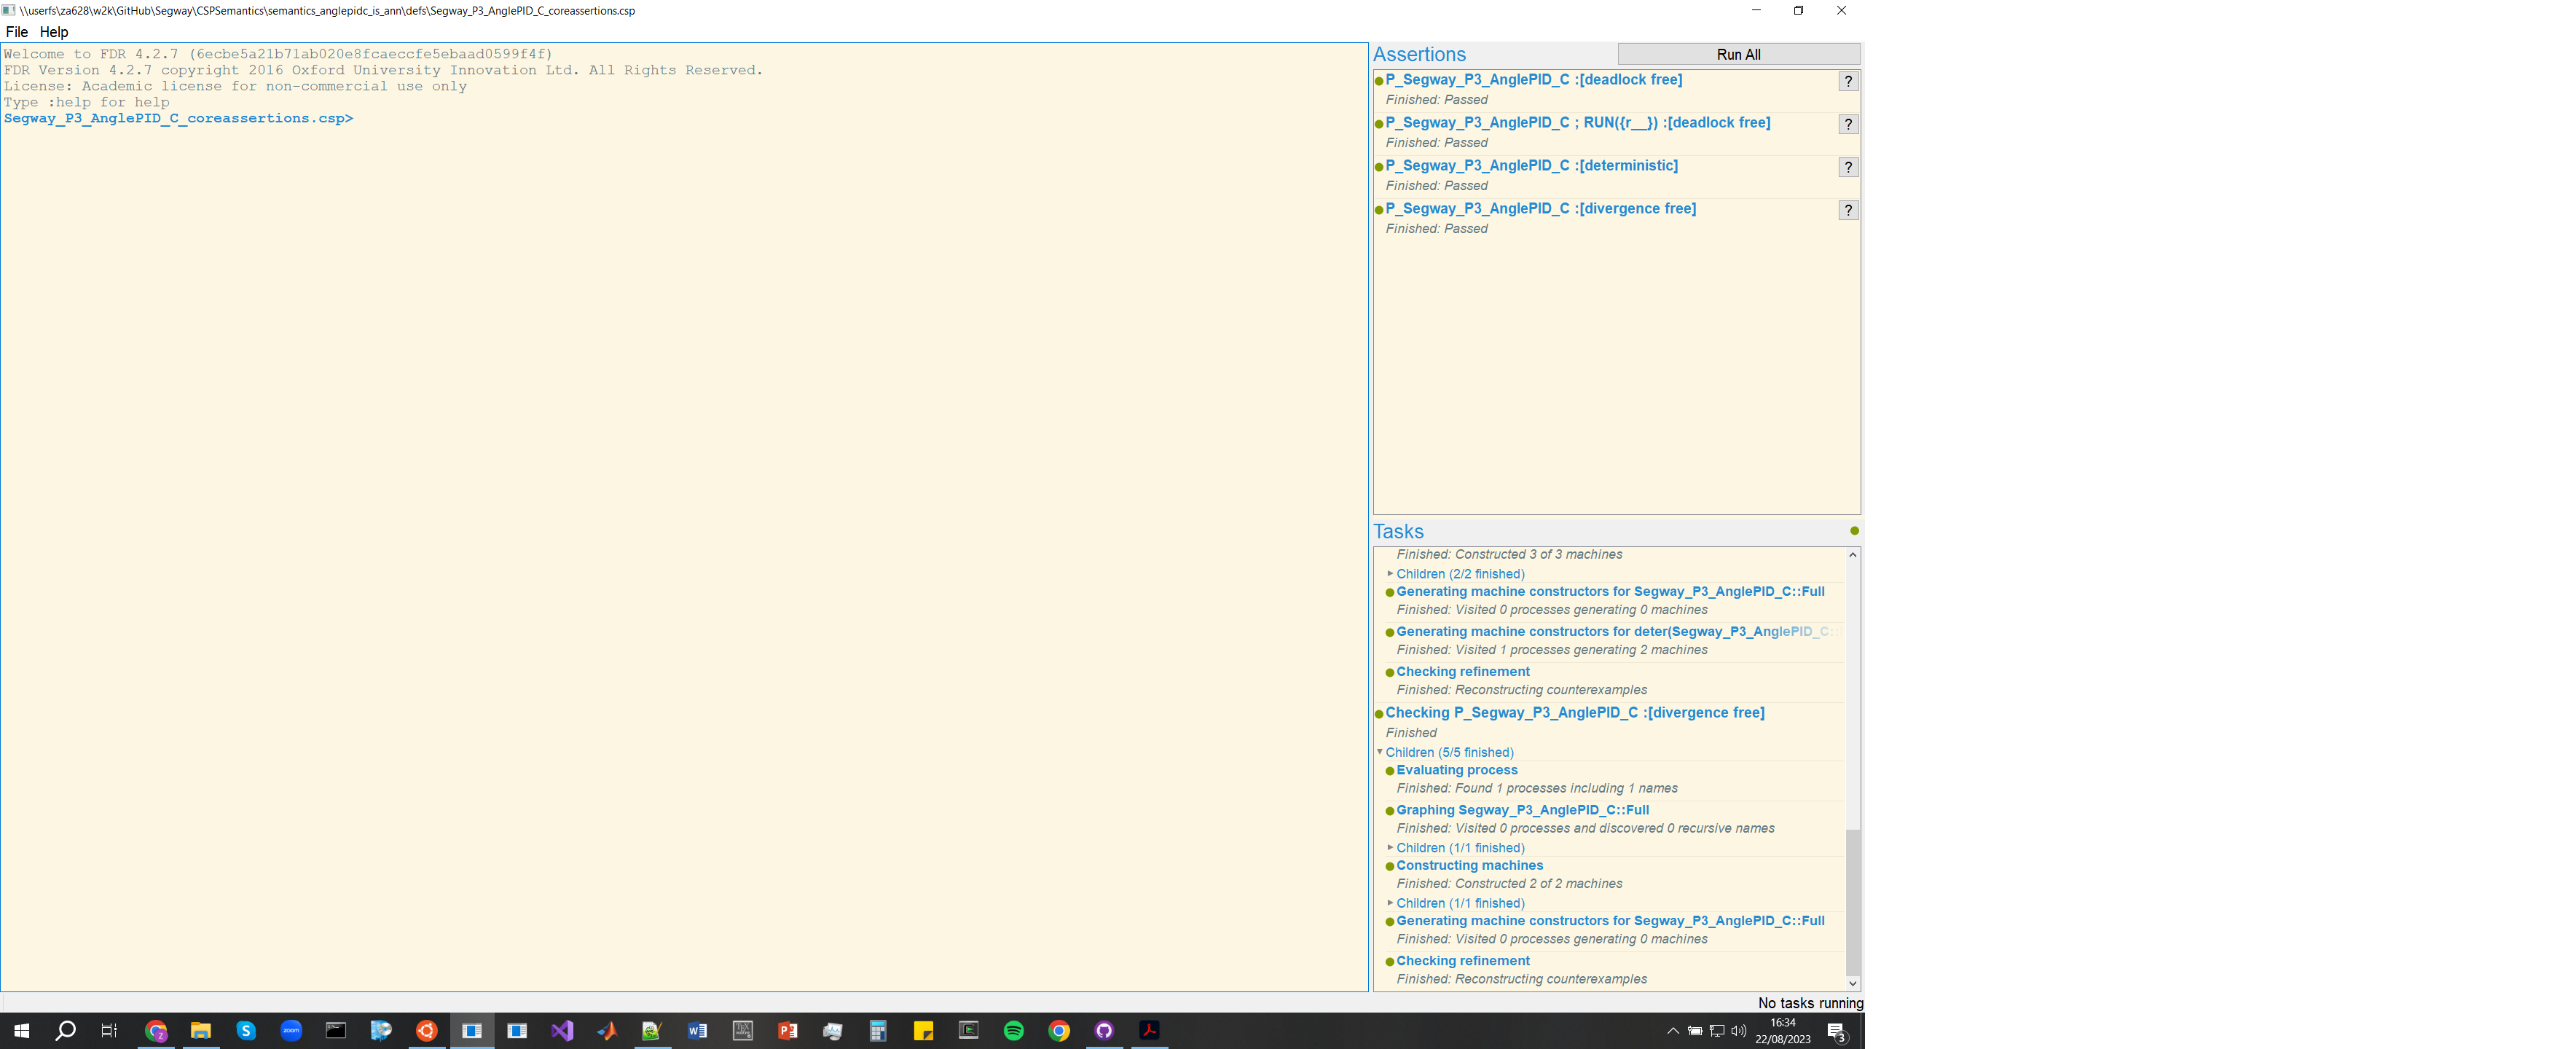 \\userfs\za628\w2k\GitHub\Segway\CSPSemantics\semantics_anglepidc_is_ann\defs\Segway_P3_AnglePID_C_coreassertions.csp
File Help
Welcome to FDR 4.2.7 (6ecbe5a21b71ab020e8fcaeccfe5ebaad0599f4f)
FDR Version 4.2.7 copyright 2016 Oxford University Innovation Ltd. All Rights Reserved.
License: Academic license for non-commercial use only
Type :help for help
Segway_P3_AnglePID_C_coreassertions.csp>
Assertions
Run All
P_Segway_P3_AnglePID_C :[deadlock free]
?
Finished: Passed
P_Segway_P3_AnglePID_C ; RUN({r__}) :[deadlock free]
?
Finished: Passed
P_Segway_P3_AnglePID_C :[deterministic]
?
Finished: Passed
P_Segway_P3_AnglePID_C :[divergence free]
?
Finished: Passed
Tasks
Finished: Constructed 3 of 3 machines
Children (2/2 finished)
Generating machine constructors for Segway_P3_AnglePID_C::Full
Finished: Visited 0 processes generating 0 machines
Generating machine constructors for deter(Segway_P3_AnglePID_C::
Finished: Visited 1 processes generating 2 machines
Checking refinement
Finished: Reconstructing counterexamples
Checking P_Segway_P3_AnglePID_C :[divergence free]
Finished
Children (5/5 finished)
Evaluating process
Finished: Found 1 processes including 1 names
Graphing Segway_P3_AnglePID_C::Full
Finished: Visited 0 processes and discovered 0 recursive names
Children (1/1 finished)
Constructing machines
Finished: Constructed 2 of 2 machines
Children (1/1 finished)
Generating machine constructors for Segway_P3_AnglePID_C::Full
Finished: Visited 0 processes generating 0 machines
Checking refinement
Finished: Reconstructing counterexamples
No tasks running
zoom
16:34
22/08/2023
3